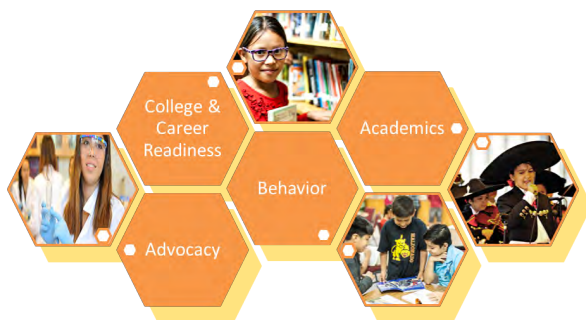 College &
Career
Readiness
Academics
Behavior
Advocacy